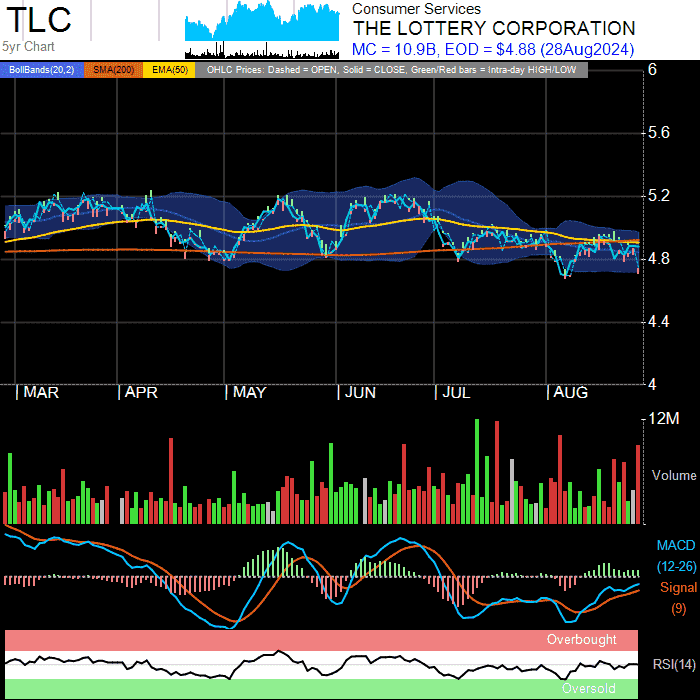 TLC
5yr Chart
Consumer Services
THE LOTTERY CORPORATION
MC = 10.9B, EOD = $4.88 (28Aug2024)
BollBands(20,2) SMA(200) EMA(50) OHLC Prices: Dashed = OPEN, Solid = CLOSE, Green/Red bars = Intra-day HIGH/LOW
6
5.6
5.2
4.8
4.4
4
| MAR | APR | MAY | JUN | JUL | AUG
12M
Volume
MACD
(12-26)
Signal
(9)
Overbought
RSI(14)
Oversold